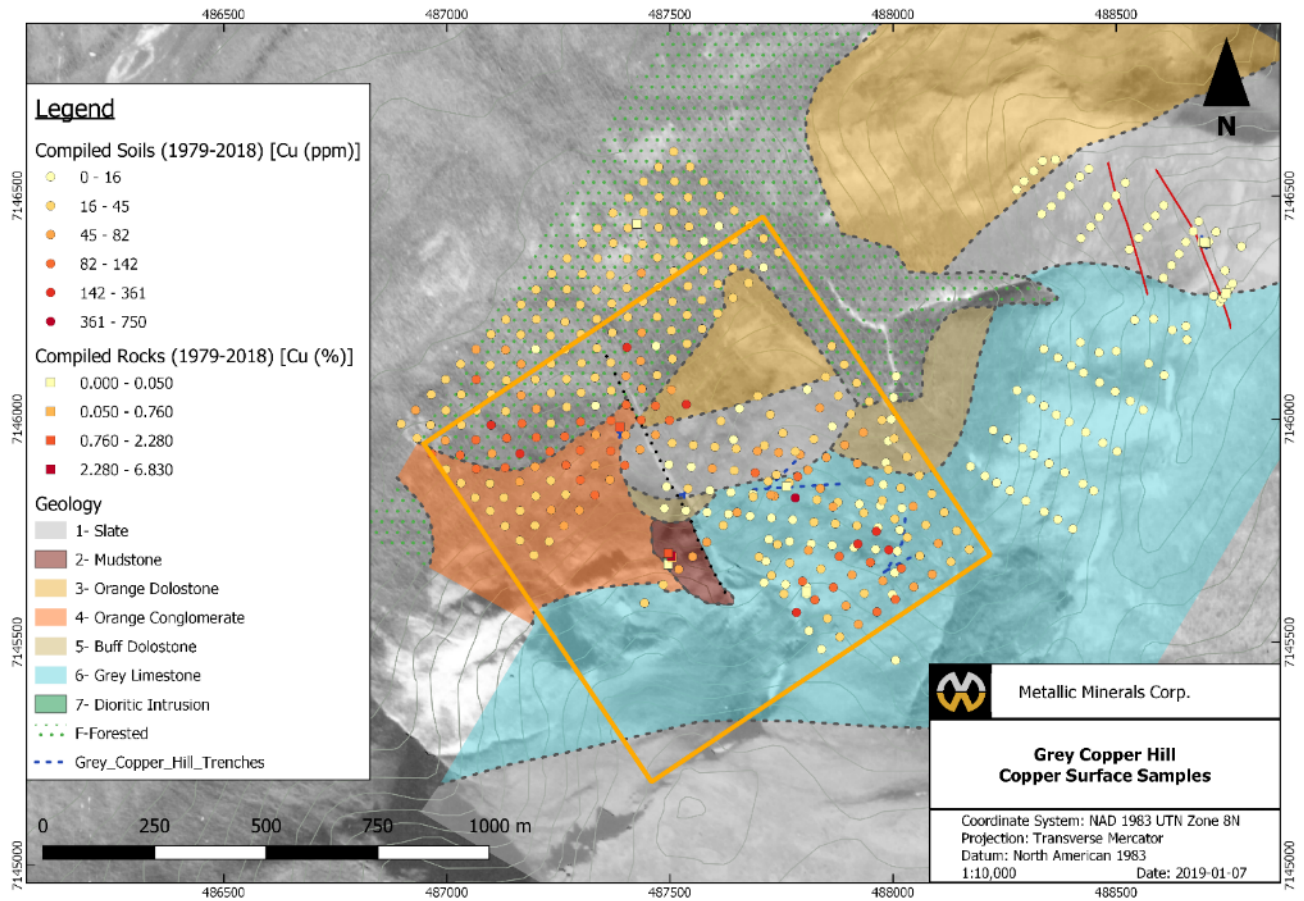 486500 487000 487500 488000 488500
7146500 7146500
7146000 7146000
7145500 7145500
7145000 7145000
Legend
Compiled Soils (1979-2018) [Cu (ppm)]
0 - 16
16 - 45
45 - 82
82 - 142
142 - 361
361 - 750
Compiled Rocks (1979-2018) [Cu (%)]
0.000 - 0.050
0.050 - 0.760
0.760 - 2.280
2.280 - 6.830
Geology
1- Slate
2- Mudstone
3- Orange Dolostone
4- Orange Conglomerate
5- Buff Dolostone
6- Grey Limestone
7- Dioritic Intrusion
F-Forested
Grey_Copper_Hill_Trenches
N
0 250 500 750 1000 m
Metallic Minerals Corp.
Grey Copper Hill
Copper Surface Samples
Coordinate System: NAD 1983 UTN Zone 8N
Projection: Transverse Mercator
Datum: North American 1983
1:10,000 Date: 2019-01-07
486500 487000 487500 488000 488500